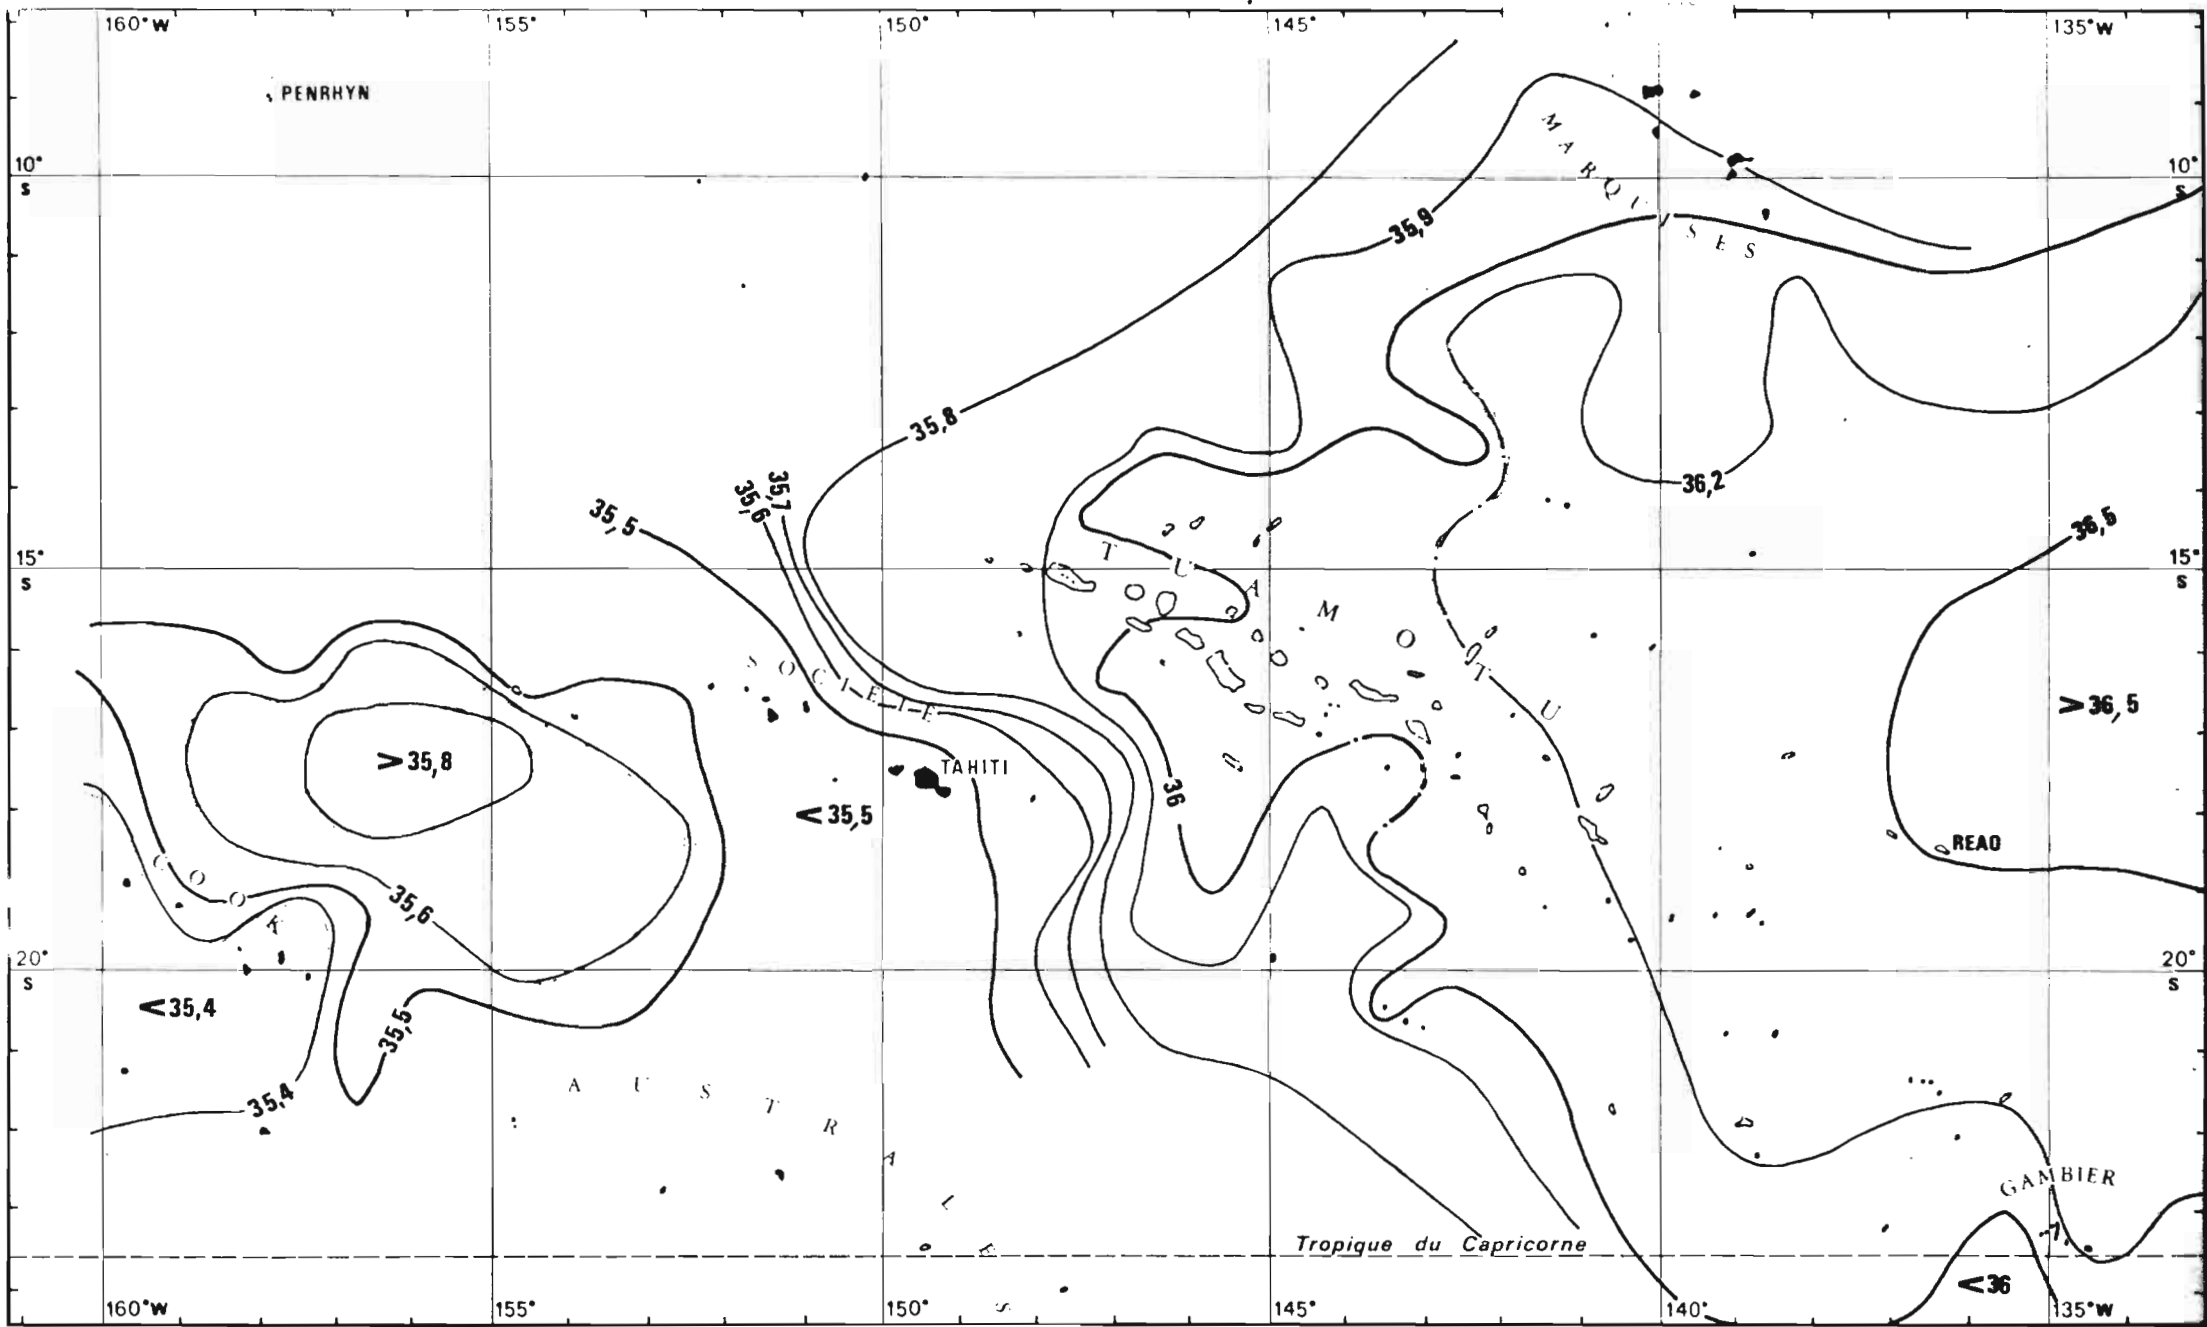 160°W 155° 150° 145° 135°W
PENRHYN
10°
S
10°
S
MARQUISES
35,9
35,8
35,7
35,6
35,5
36,2
36,5
15°
S
15°
S
TUAMOTU
SOCIETE
>36,5
>35,8
TAHITI
<35,5
36
REAO
COOK
35,6
20°
S
20°
S
<35,4
35,5
35,4
AUSTRALES
GAMBIER
Tropique du Capricorne
<36
160°W 155° 150° 145° 140° 135°W